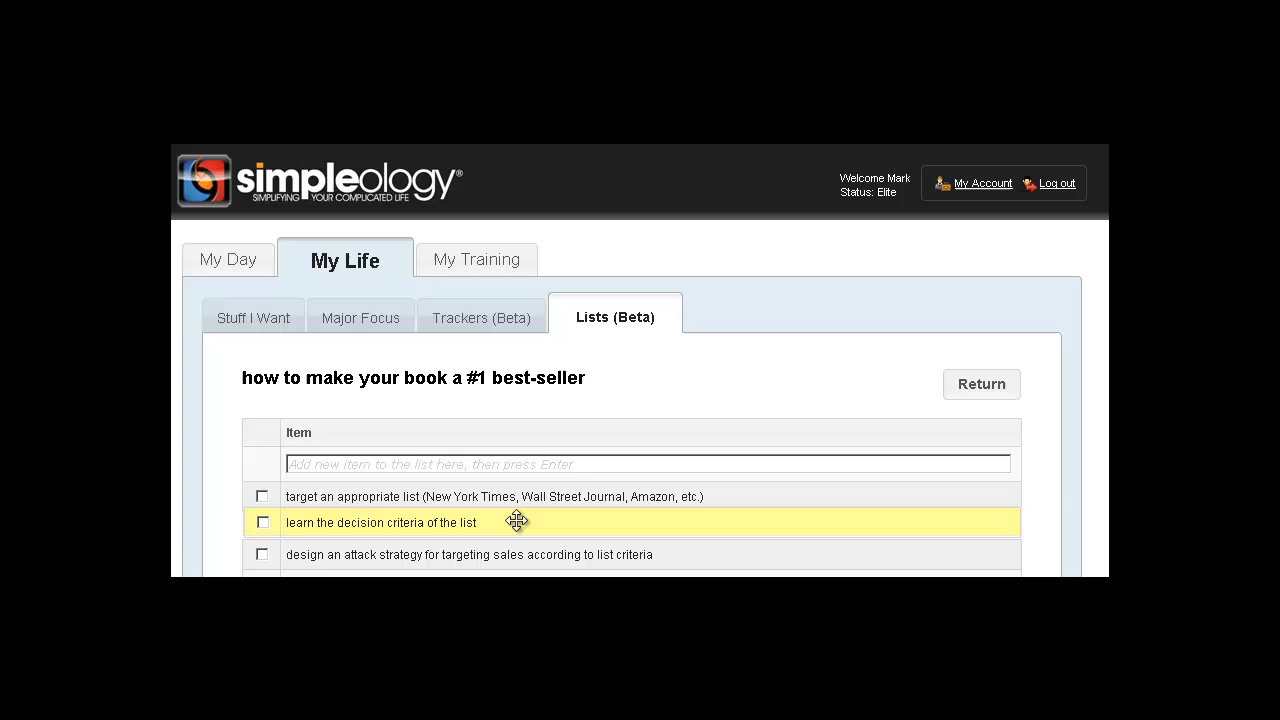 simpleology®
SIMPLIFYING YOUR COMPLICATED LIFE
Welcome Mark
Status: Elite
My Account
Log out
My Day
My Life
My Training
Stuff I Want
Major Focus
Trackers (Beta)
Lists (Beta)
how to make your book a #1 best-seller
Return
Item
Add new item to the list here, then press Enter
target an appropriate list (New York Times, Wall Street Journal, Amazon, etc.)
learn the decision criteria of the list
design an attack strategy for targeting sales according to list criteria